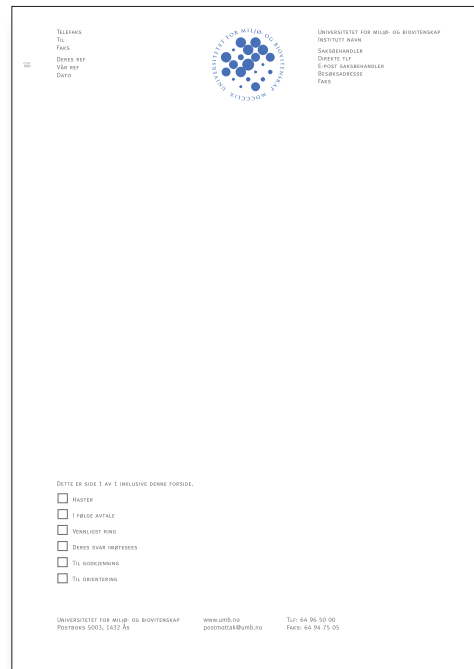 Telefaks
Til
Faks
Deres ref
Vår ref
Dato
UNIVERSITETET FOR MILJØ- OG BIOVITENSKAP
MDCCCLIX
Universitetet for miljø- og biovitenskap
Institutt navn
Saksbehandler
Direkte tlf
E-post saksbehandler
Besøksadresse
Faks
Dette er side 1 av 1 inklusive denne forside.
Haster
I følge avtale
Vennligst ring
Deres svar imøtesees
Til godkjenning
Til orientering
Universitetet for miljø- og biovitenskap
Postboks 5003, 1432 Ås
www.umb.no
postmottak@umb.no
Tlf: 64 96 50 00
Faks: 64 94 75 05